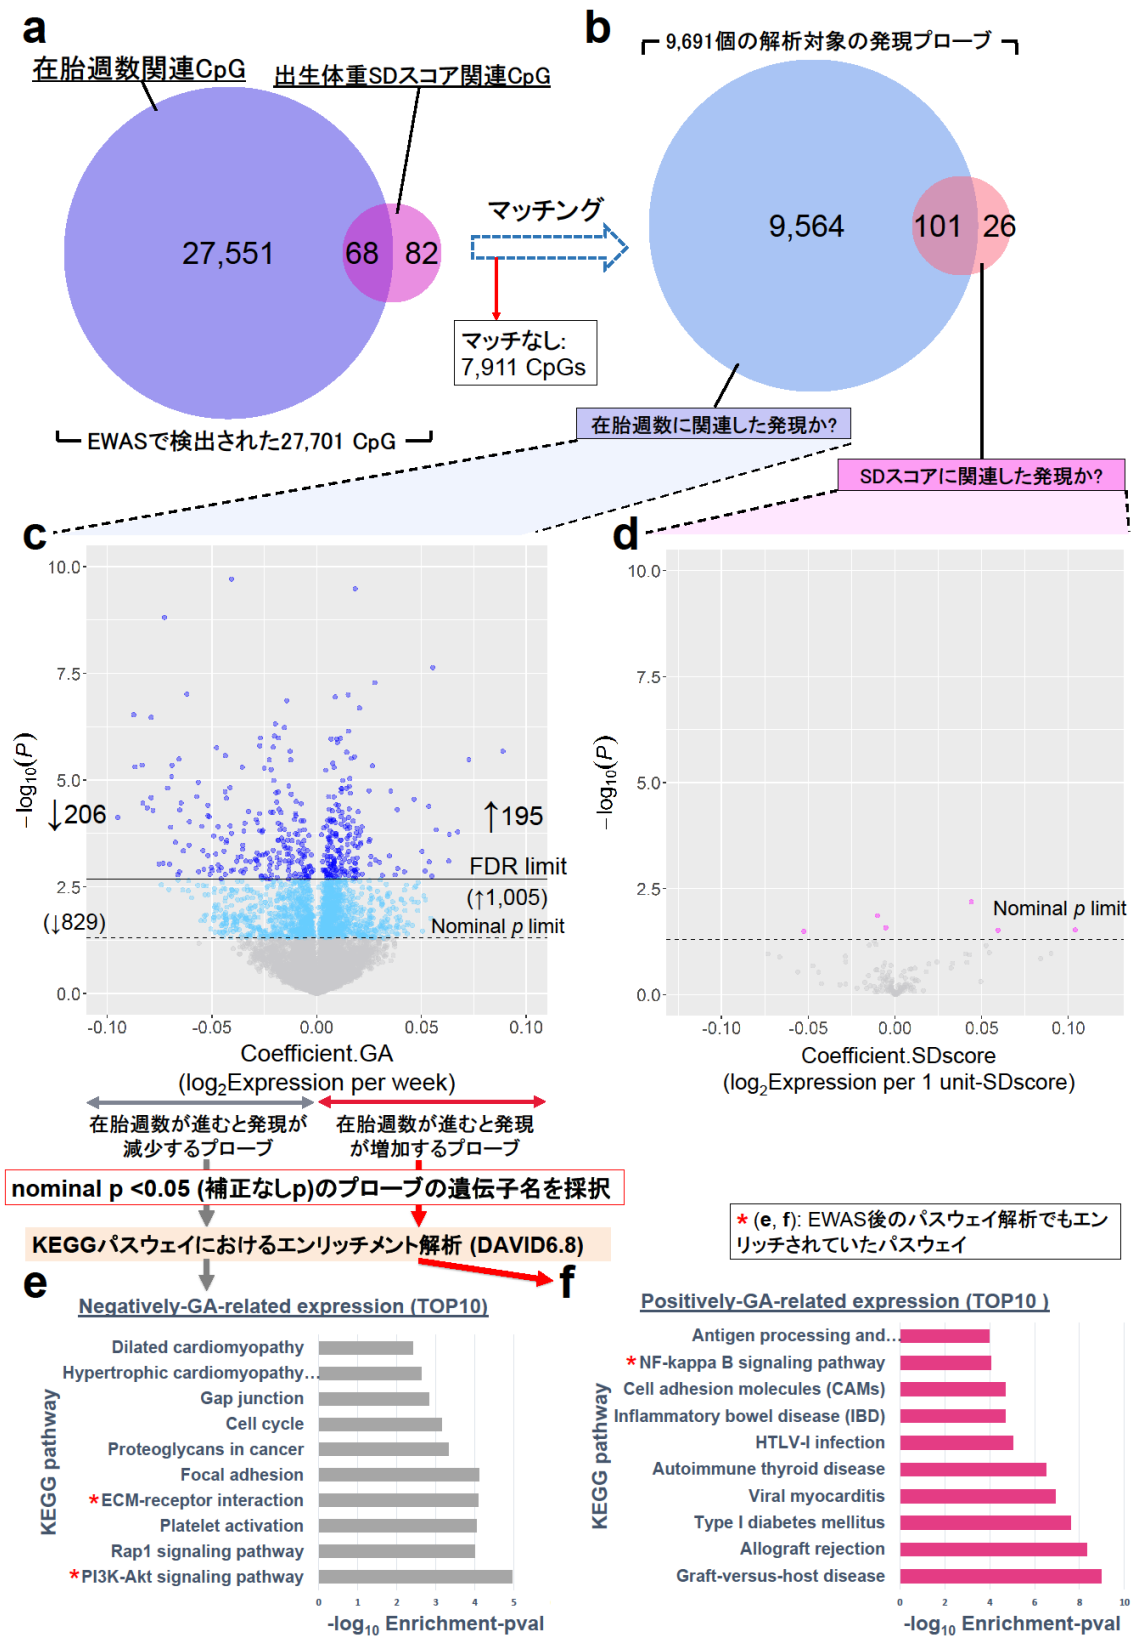 a
在胎週数関連CpG
出生体重SDスコア関連CpG
27,551
68
82
EWASで検出された27,701 CpG
マッチング
マッチなし:
7,911 CpGs
b
9,691個の解析対象の発現プローブ
9,564
101
26
在胎週数に関連した発現か?
SDスコアに関連した発現か?
c
10.0
7.5
5.0
2.5
0.0
−log10(P)
↓206
↑195
FDR limit
(↑1,005)
(↓829)
Nominal p limit
-0.10
-0.05
0.00
0.05
0.10
Coefficient.GA
(log2Expression per week)
d
10.0
7.5
5.0
2.5
0.0
−log10(P)
Nominal p limit
-0.10
-0.05
0.00
0.05
0.10
Coefficient.SDscore
(log2Expression per 1 unit-SDscore)
在胎週数が進むと発現が
減少するプローブ
在胎週数が進むと発現
が増加するプローブ
nominal p <0.05 (補正なしp)のプローブの遺伝子名を採択
KEGGパスウェイにおけるエンリッチメント解析 (DAVID6.8)
* (e, f): EWAS後のパスウェイ解析でもエン
リッチされていたパスウェイ
e
Negatively-GA-related expression (TOP10)
KEGG pathway
Dilated cardiomyopathy
Hypertrophic cardiomyopathy…
Gap junction
Cell cycle
Proteoglycans in cancer
Focal adhesion
*ECM-receptor interaction
Platelet activation
Rap1 signaling pathway
*PI3K-Akt signaling pathway
0 1 2 3 4 5
-log10 Enrichment-pval
f
Positively-GA-related expression (TOP10 )
KEGG pathway
Antigen processing and…
*NF-kappa B signaling pathway
Cell adhesion molecules (CAMs)
Inflammatory bowel disease (IBD)
HTLV-I infection
Autoimmune thyroid disease
Viral myocarditis
Type I diabetes mellitus
Allograft rejection
Graft-versus-host disease
0 2 4 6 8 10
-log10 Enrichment-pval